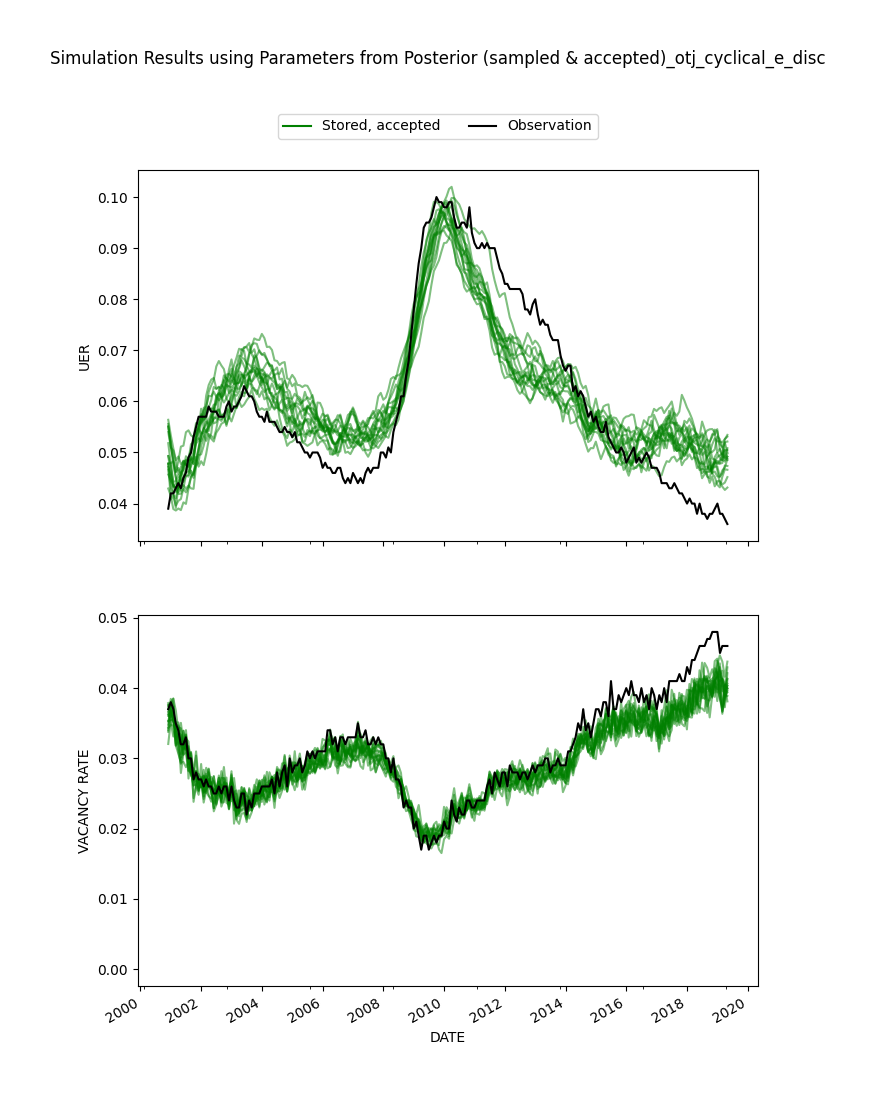 Simulation Results using Parameters from Posterior (sampled & accepted)_otj_cyclical_e_disc
Stored, accepted Observation
0.10
0.09
0.08
0.07
0.06
0.05
0.04
UER
0.05
0.04
0.03
0.02
0.01
0.00
VACANCY RATE
2000 2002 2004 2006 2008 2010 2012 2014 2016 2018 2020
DATE